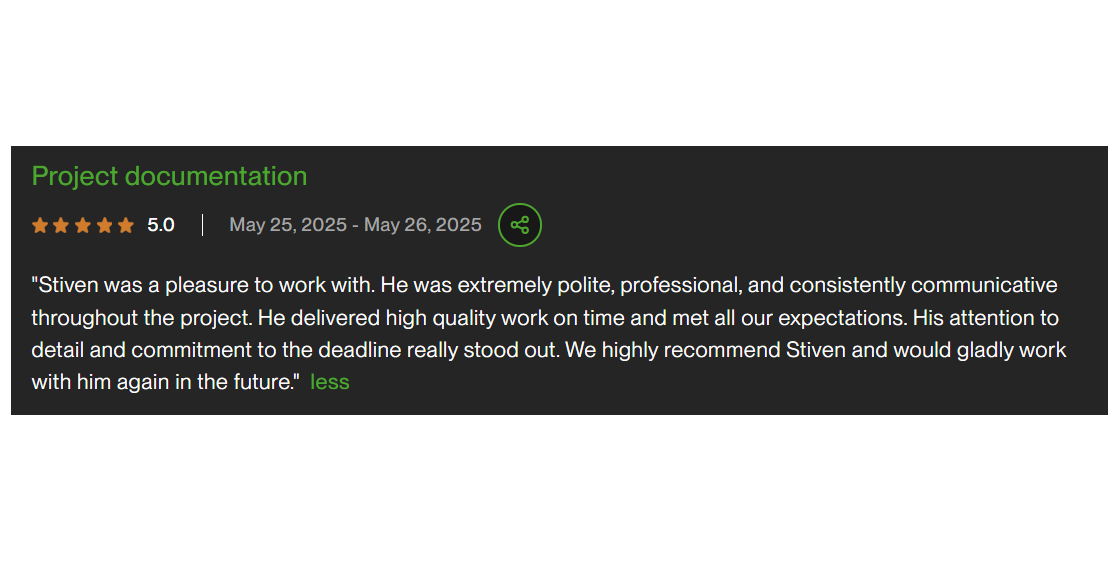 Project documentation
5.0 | May 25, 2025 - May 26, 2025
"Stiven was a pleasure to work with. He was extremely polite, professional, and consistently communicative
throughout the project. He delivered high quality work on time and met all our expectations. His attention to
detail and commitment to the deadline really stood out. We highly recommend Stiven and would gladly work
with him again in the future." less